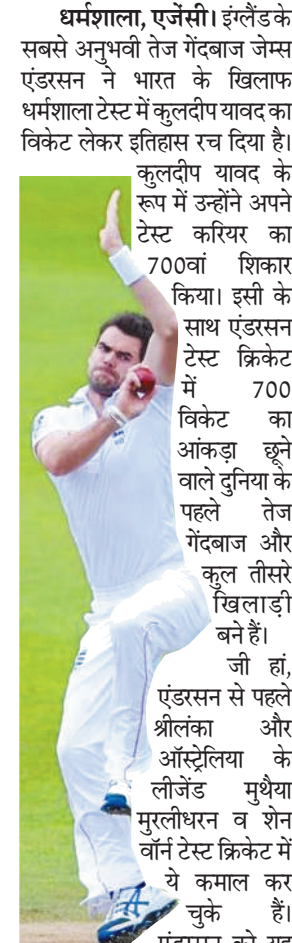 धर्मशाला, एजेंसी। इंग्लैंड के
सबसे अनुभवी तेज गेंदबाज जेम्स
एंडरसन ने भारत के खिलाफ
धर्मशाला टेस्ट में कुलदीप यावद का
विकेट लेकर इतिहास रच दिया है।
कुलदीप यावद के
रूप में उन्होंने अपने
टेस्ट करियर का
700वां शिकार
किया। इसी के
साथ एंडरसन
टेस्ट क्रिकेट
में 700
विकेट का
आंकड़ा छूने
वाले दुनिया के
पहले तेज
गेंदबाज और
कुल तीसरे
खिलाड़ी
बने हैं।
जी हां,
एंडरसन से पहले
श्रीलंका और
ऑस्ट्रेलिया के
लीजेंड मुथैया
मुरलीधरन व शेन
वॉर्न टेस्ट क्रिकेट में
ये कमाल कर
चुके हैं।